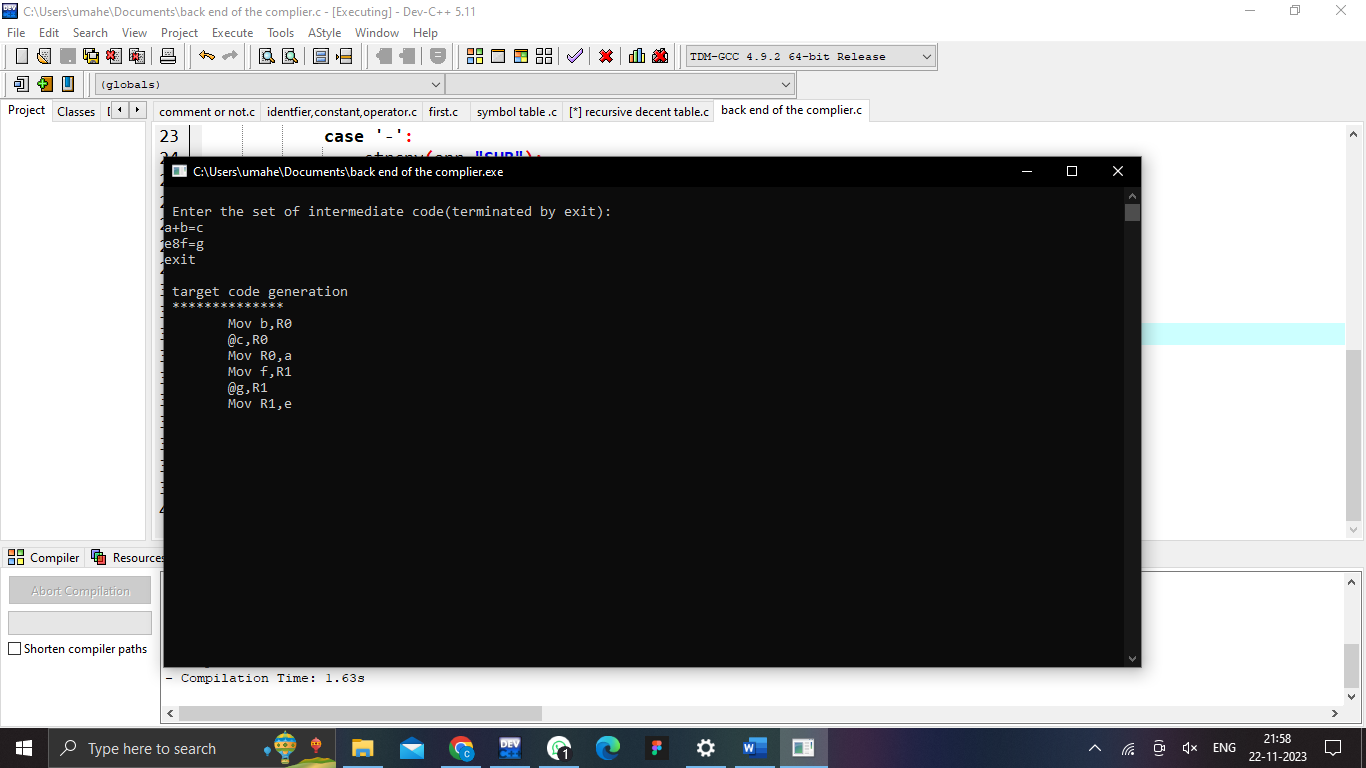 C:\Users\umahe\Documents\back end of the complier.c - [Executing] - Dev-C++ 5.11
File Edit Search View Project Execute Tools AStyle Window Help
TDM-GCC 4.9.2 64-bit Release
(globals)
Project Classes comment or not.c identfier,constant,operator.c first.c symbol table .c [*] recursive decent table.c back end of the complier.c
23 case '-':
C:\Users\umahe\Documents\back end of the complier.exe
Enter the set of intermediate code(terminated by exit):
a+b=c
e8f=g
exit
target code generation
**************
Mov b,R0
@c,R0
Mov R0,a
Mov f,R1
@g,R1
Mov R1,e
Compiler Resources
Abort Compilation
Shorten compiler paths
- Compilation Time: 1.63s
Type here to search
DEV
1
ENG
21:58
22-11-2023